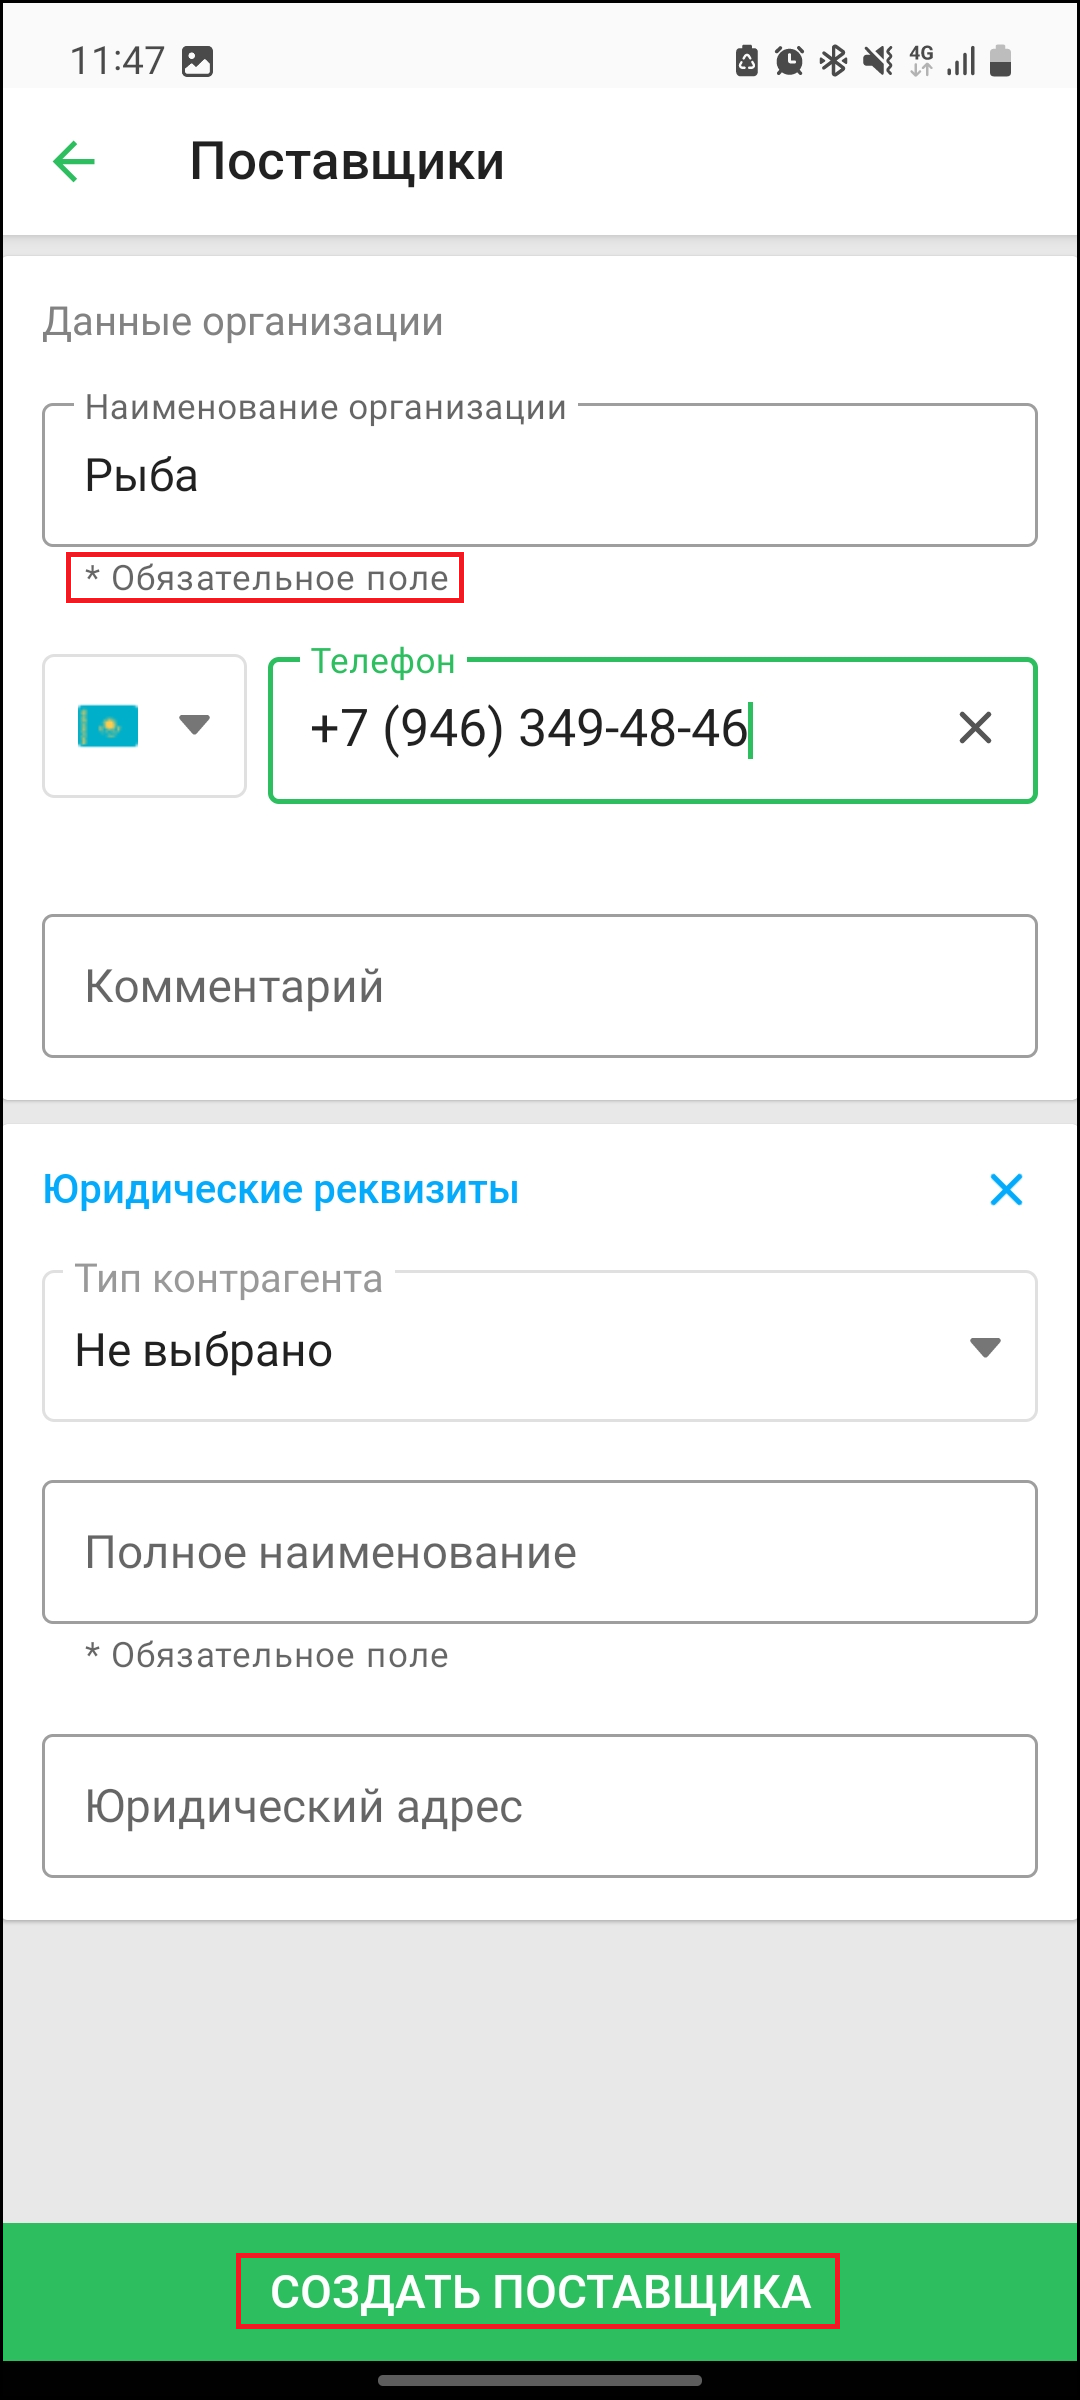 11:47
4G
Поставщики
Данные организации
Наименование организации
Рыба
* Обязательное поле
Телефон
+7 (946) 349-48-46
Комментарий
Юридические реквизиты
Тип контрагента
Не выбрано
Полное наименование
* Обязательное поле
Юридический адрес
СОЗДАТЬ ПОСТАВЩИКА